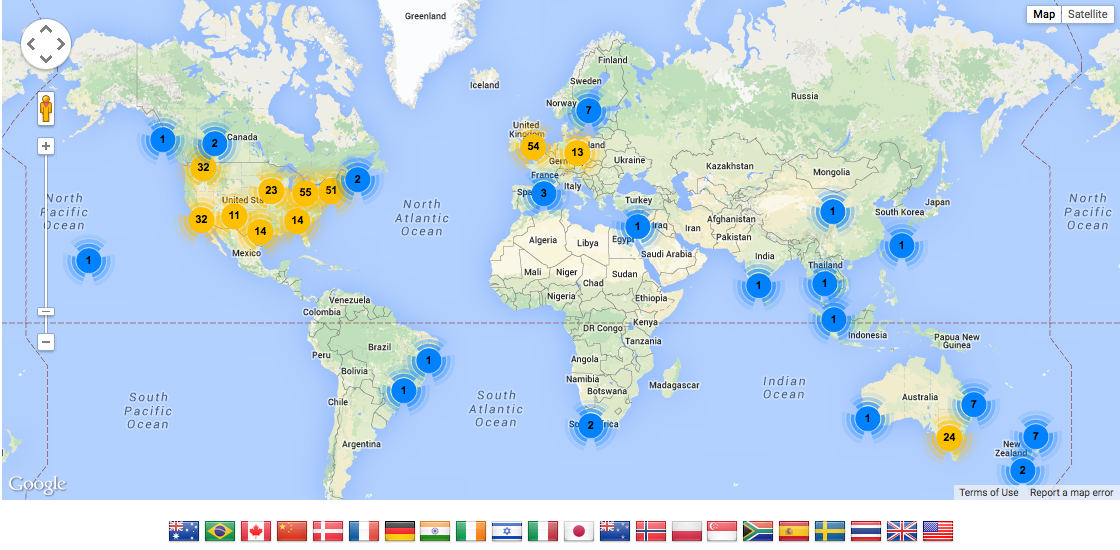 Greenland
Map
Satellite
Finland
Iceland
Sweden
Russia
Norway
7
United
Kingdom
1
2
Canada
54
13
land
Germ
Ukraine
Kazakhstan
Mongolia
32
France
Italy
23
55
51
2
Spa
3
Turkey
North
Pacific
Ocean
United Sta
North
Atlantic
Ocean
1
South Korea
Japan
North
Pacific
Ocean
32
11
14
14
Afghanistan
Iraq
Iran
Pakistan
1
Egypt
Algeria
Libya
1
Mexico
Saudi Arabia
India
1
Thailand
Mali
Niger
Chad
Sudan
1
1
Nigeria
Ethiopia
Venezuela
Colombia
Kenya
DR Congo
1
Indonesia
Tanzania
Papua New
Guinea
Brazil
Peru
1
Angola
Bolivia
Namibia
Botswana
Madagascar
Indian
Ocean
South
Pacific
Ocean
1
South
Atlantic
Ocean
Australia
Chile
7
1
2
South Africa
24
7
New
Zealand
Argentina
2
Google
Terms of Use
Report a map error